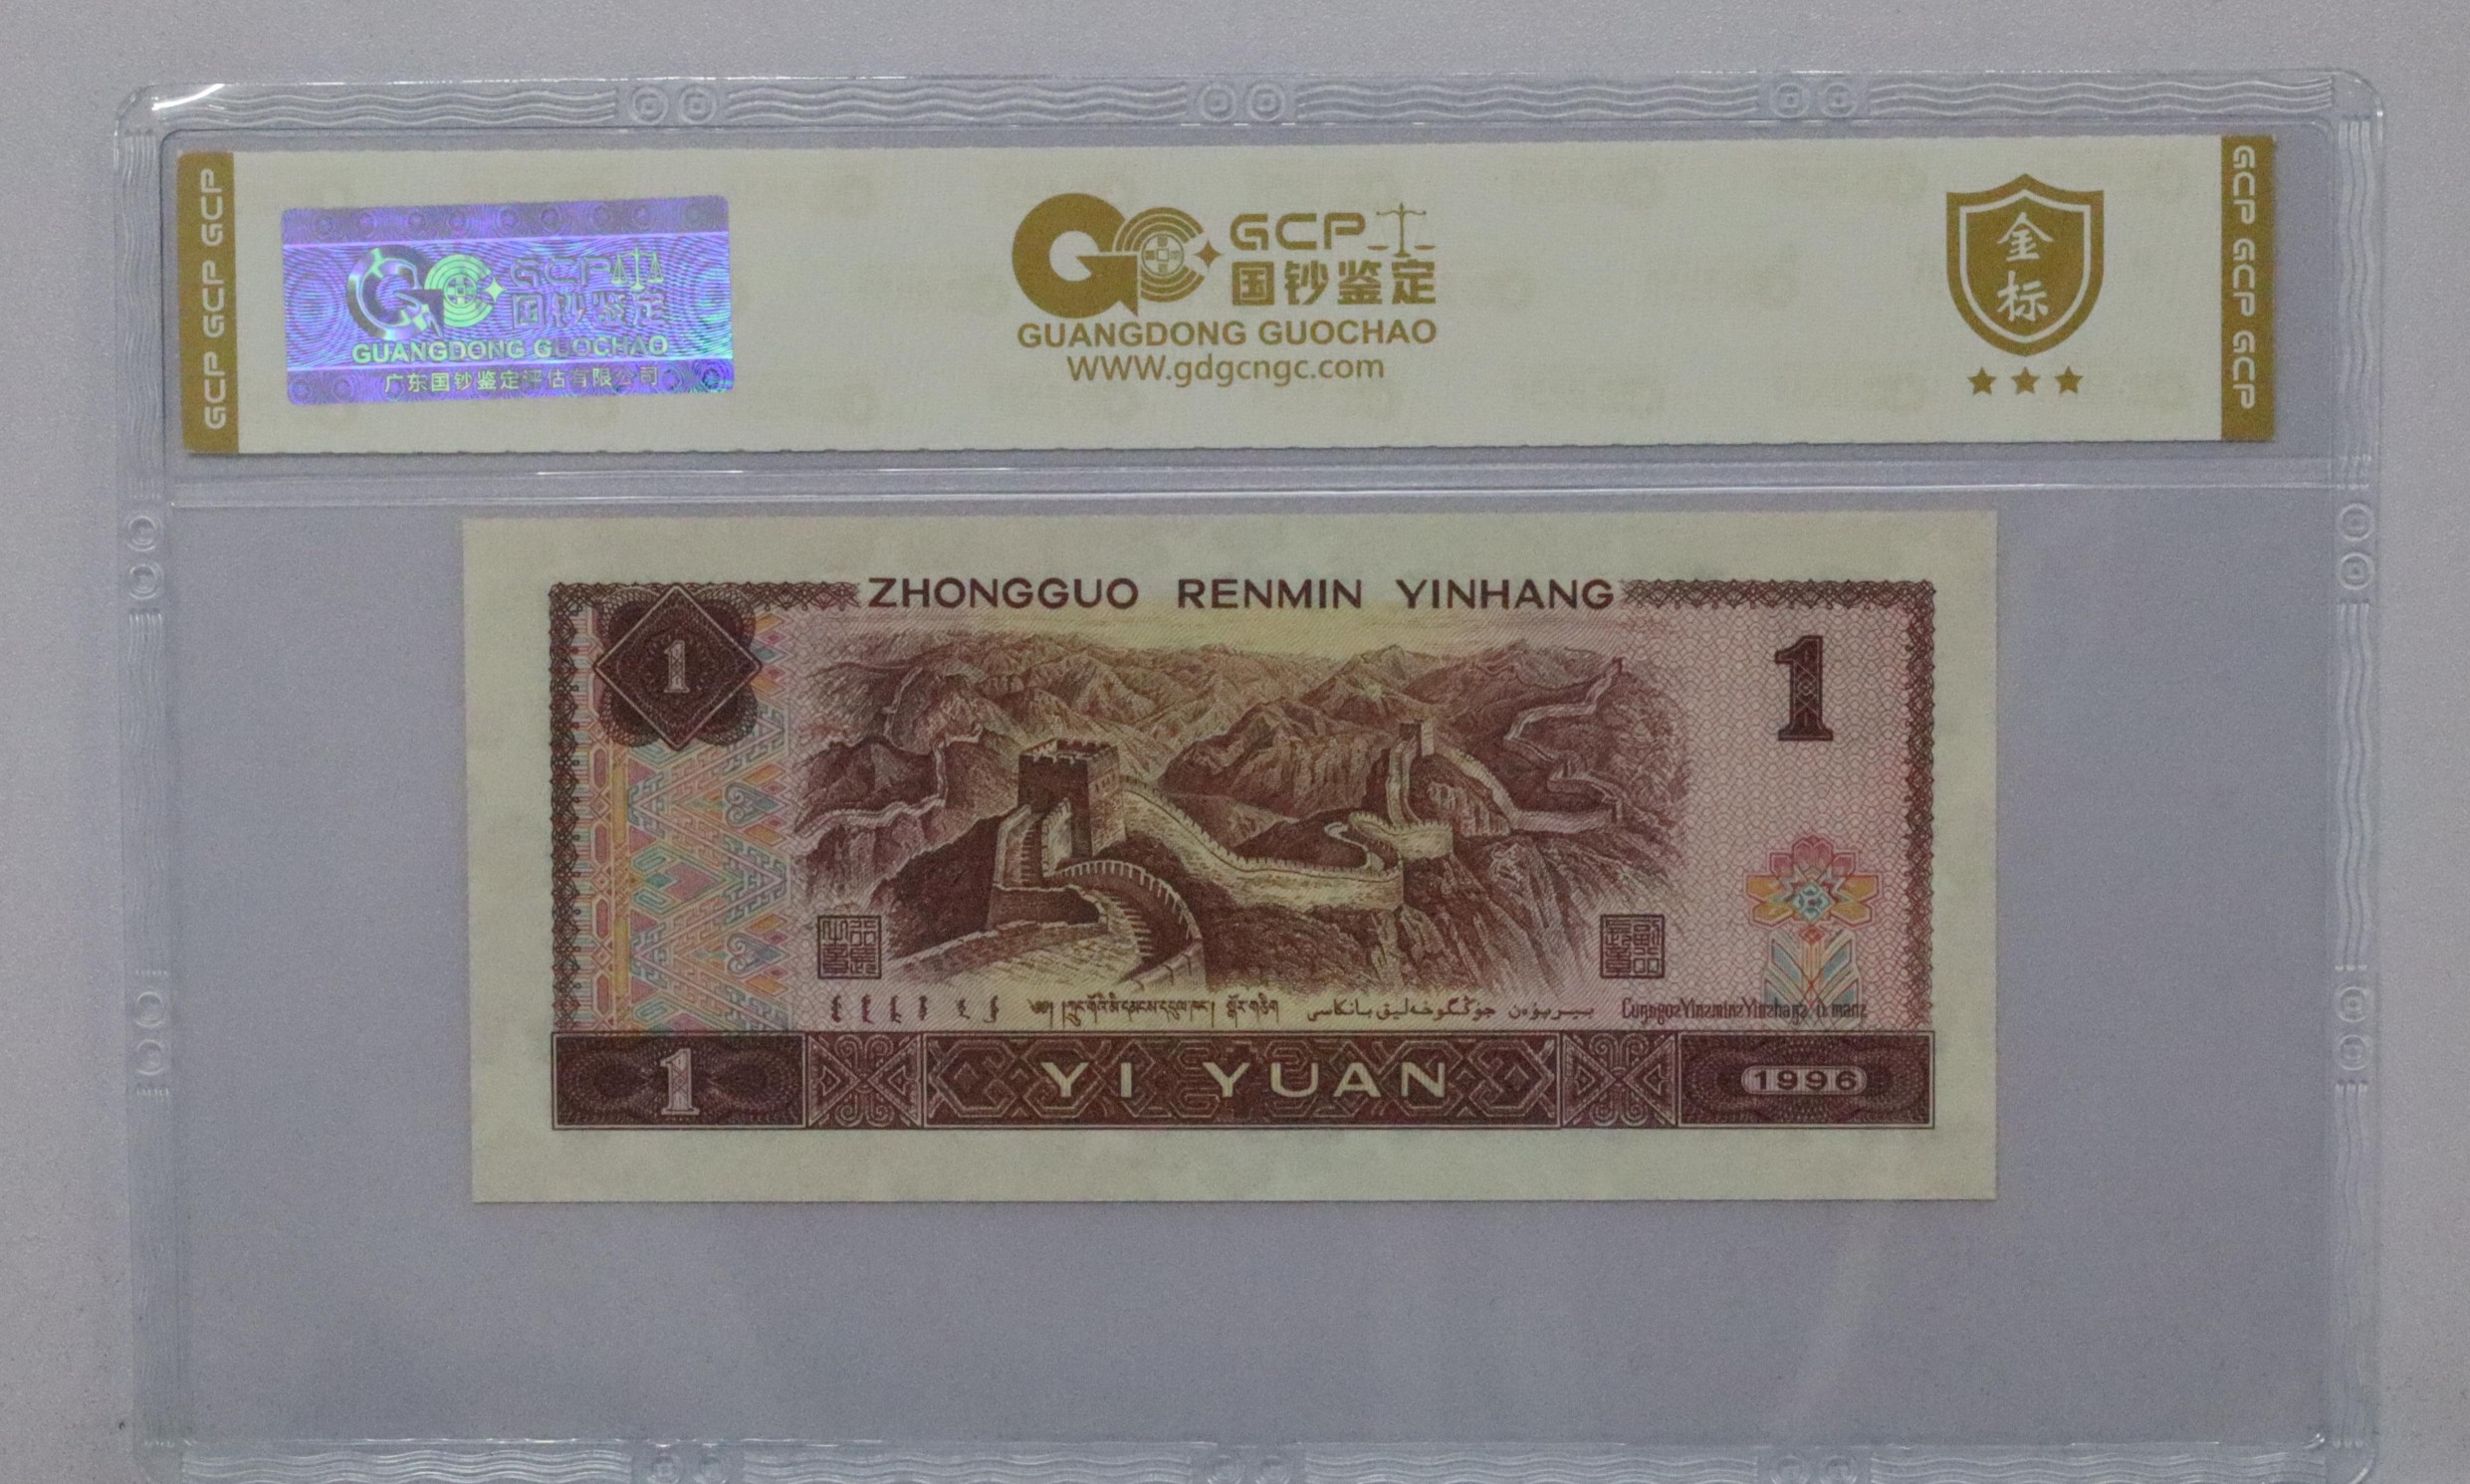 GCP GCP GCP
GCP
国钞鉴定
GUANGDONG GUOCHAO
广东国钞鉴定评估有限公司
GCP
国钞鉴定
GUANGDONG GUOCHAO
WWW.gdgcngc.com
金标
GCP GCP GCP
ZHONGGUO RENMIN YINHANG
1
1
1
YI YUAN
1996